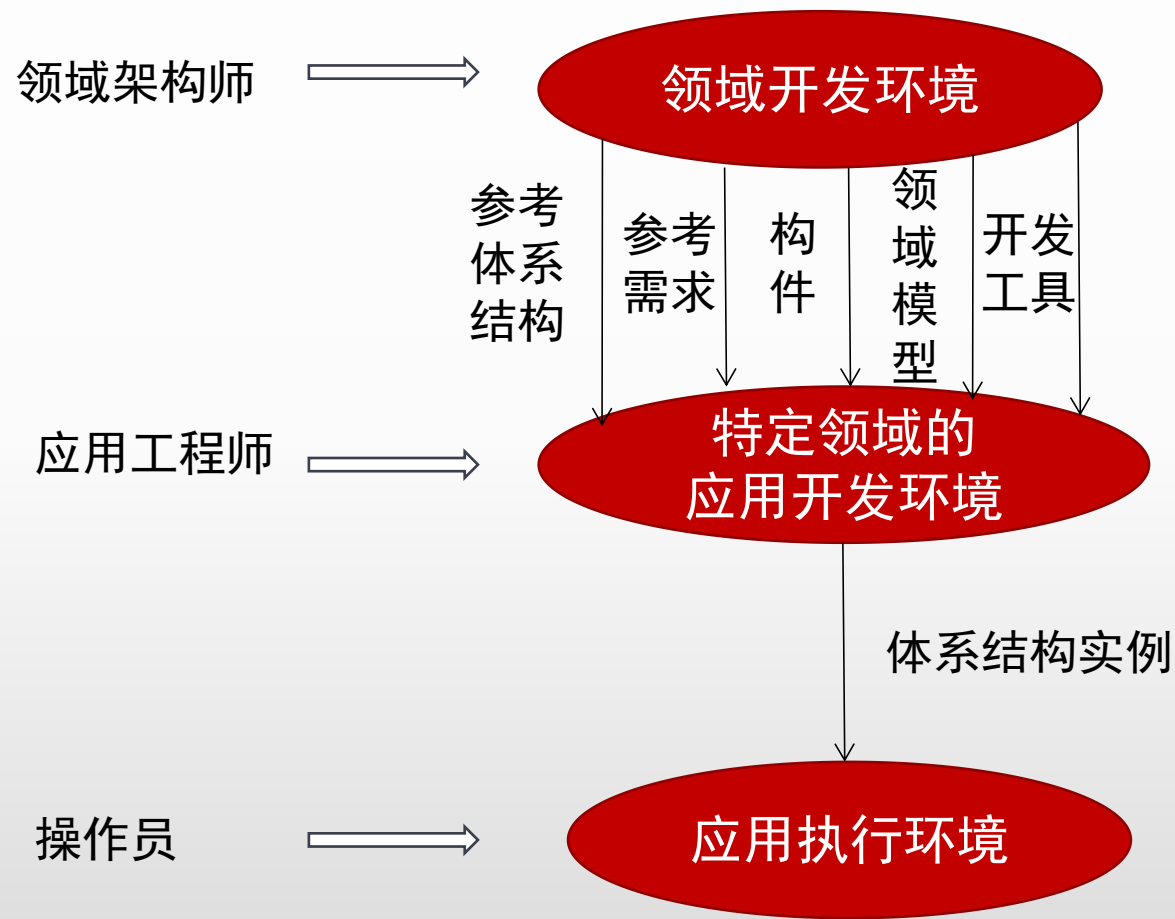 领域架构师
领域开发环境
参考
体系
结构
参考
需求
构
件
领
域
模
型
开发
工具
应用工程师
特定领域的
应用开发环境
体系结构实例
操作员
应用执行环境